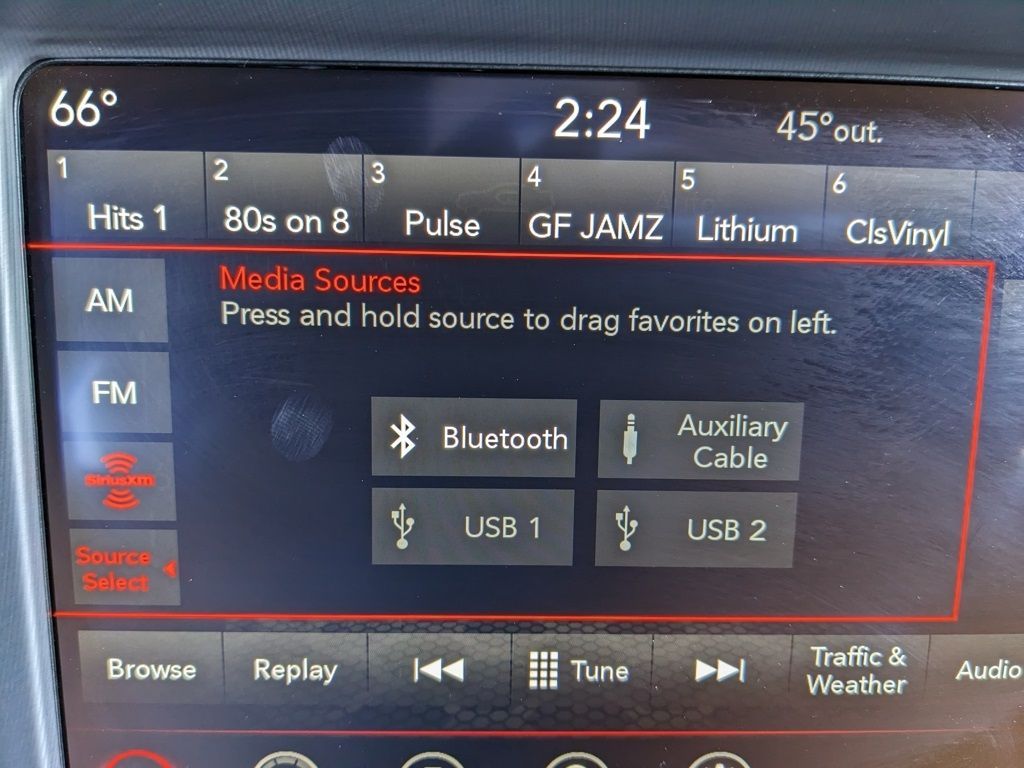 66°
2:24
45°out.
1
2
3
4
5
6
Hits 1
80s on 8
Pulse
GF JAMZ
Lithium
ClsVinyl
AM
FM
SiriusXM
Source
Select
Media Sources
Press and hold source to drag favorites on left.
Bluetooth
Auxiliary
Cable
USB 1
USB 2
Browse
Replay
Tune
Traffic &
Weather
Audio